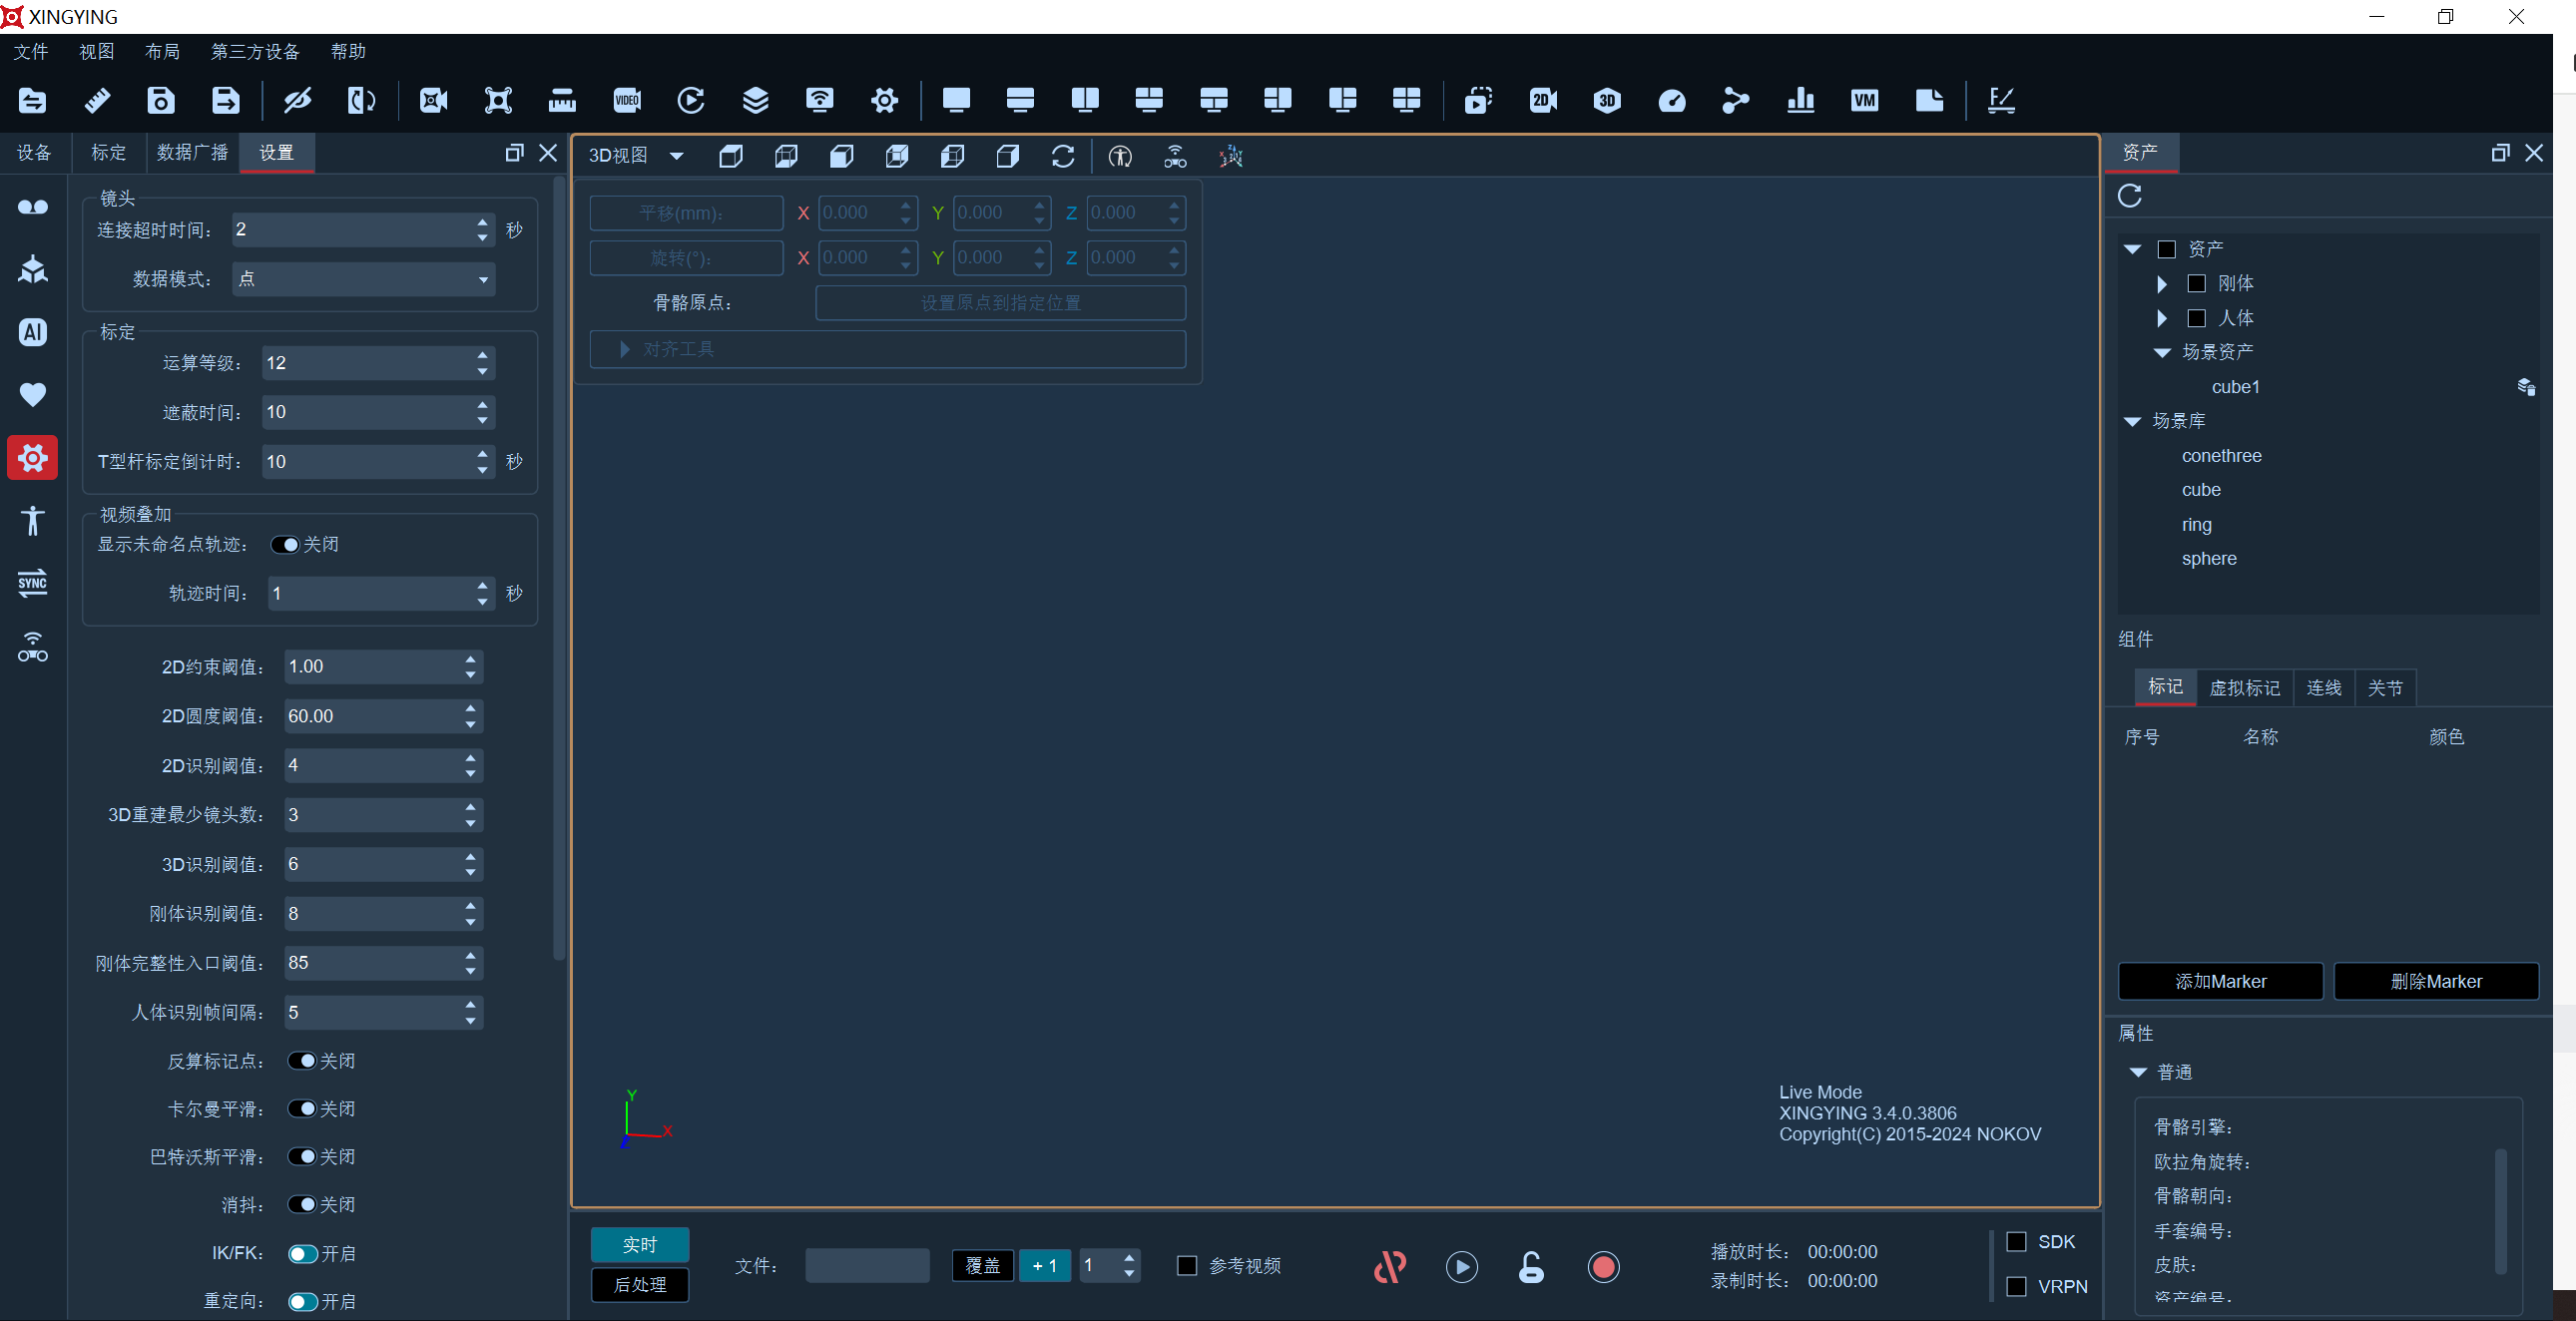 XINGYING
文件 视图 布局 第三方设备 帮助
VIDEO 2D 3D VM
设备 标定 数据广播 设置
AI
SYNC
镜头
连接超时时间： 2 秒
数据模式： 点
标定
运算等级： 12
遮蔽时间： 10
T型杆标定倒计时： 10 秒
视频叠加
显示未命名点轨迹： 关闭
轨迹时间： 1 秒
2D约束阈值： 1.00
2D圆度阈值： 60.00
2D识别阈值： 4
3D重建最少镜头数： 3
3D识别阈值： 6
刚体识别阈值： 8
刚体完整性入口阈值： 85
人体识别帧间隔： 5
反算标记点： 关闭
卡尔曼平滑： 关闭
巴特沃斯平滑： 关闭
消抖： 关闭
IK/FK： 开启
重定向： 开启
3D视图
平移(mm)： X 0.000 Y 0.000 Z 0.000
旋转(°)： X 0.000 Y 0.000 Z 0.000
骨骼原点： 设置原点到指定位置
对齐工具
Y
X
Z
Live Mode
XINGYING 3.4.0.3806
Copyright(C) 2015-2024 NOKOV
实时
后处理
文件： 覆盖 + 1 1 参考视频
播放时长： 00:00:00
录制时长： 00:00:00
SDK
VRPN
资产
资产
刚体
人体
场景资产
cube1
场景库
conethree
cube
ring
sphere
组件
标记 虚拟标记 连线 关节
序号 名称 颜色
添加Marker 删除Marker
属性
普通
骨骼引擎：
欧拉角旋转：
骨骼朝向：
手套编号：
皮肤：
资产编号：